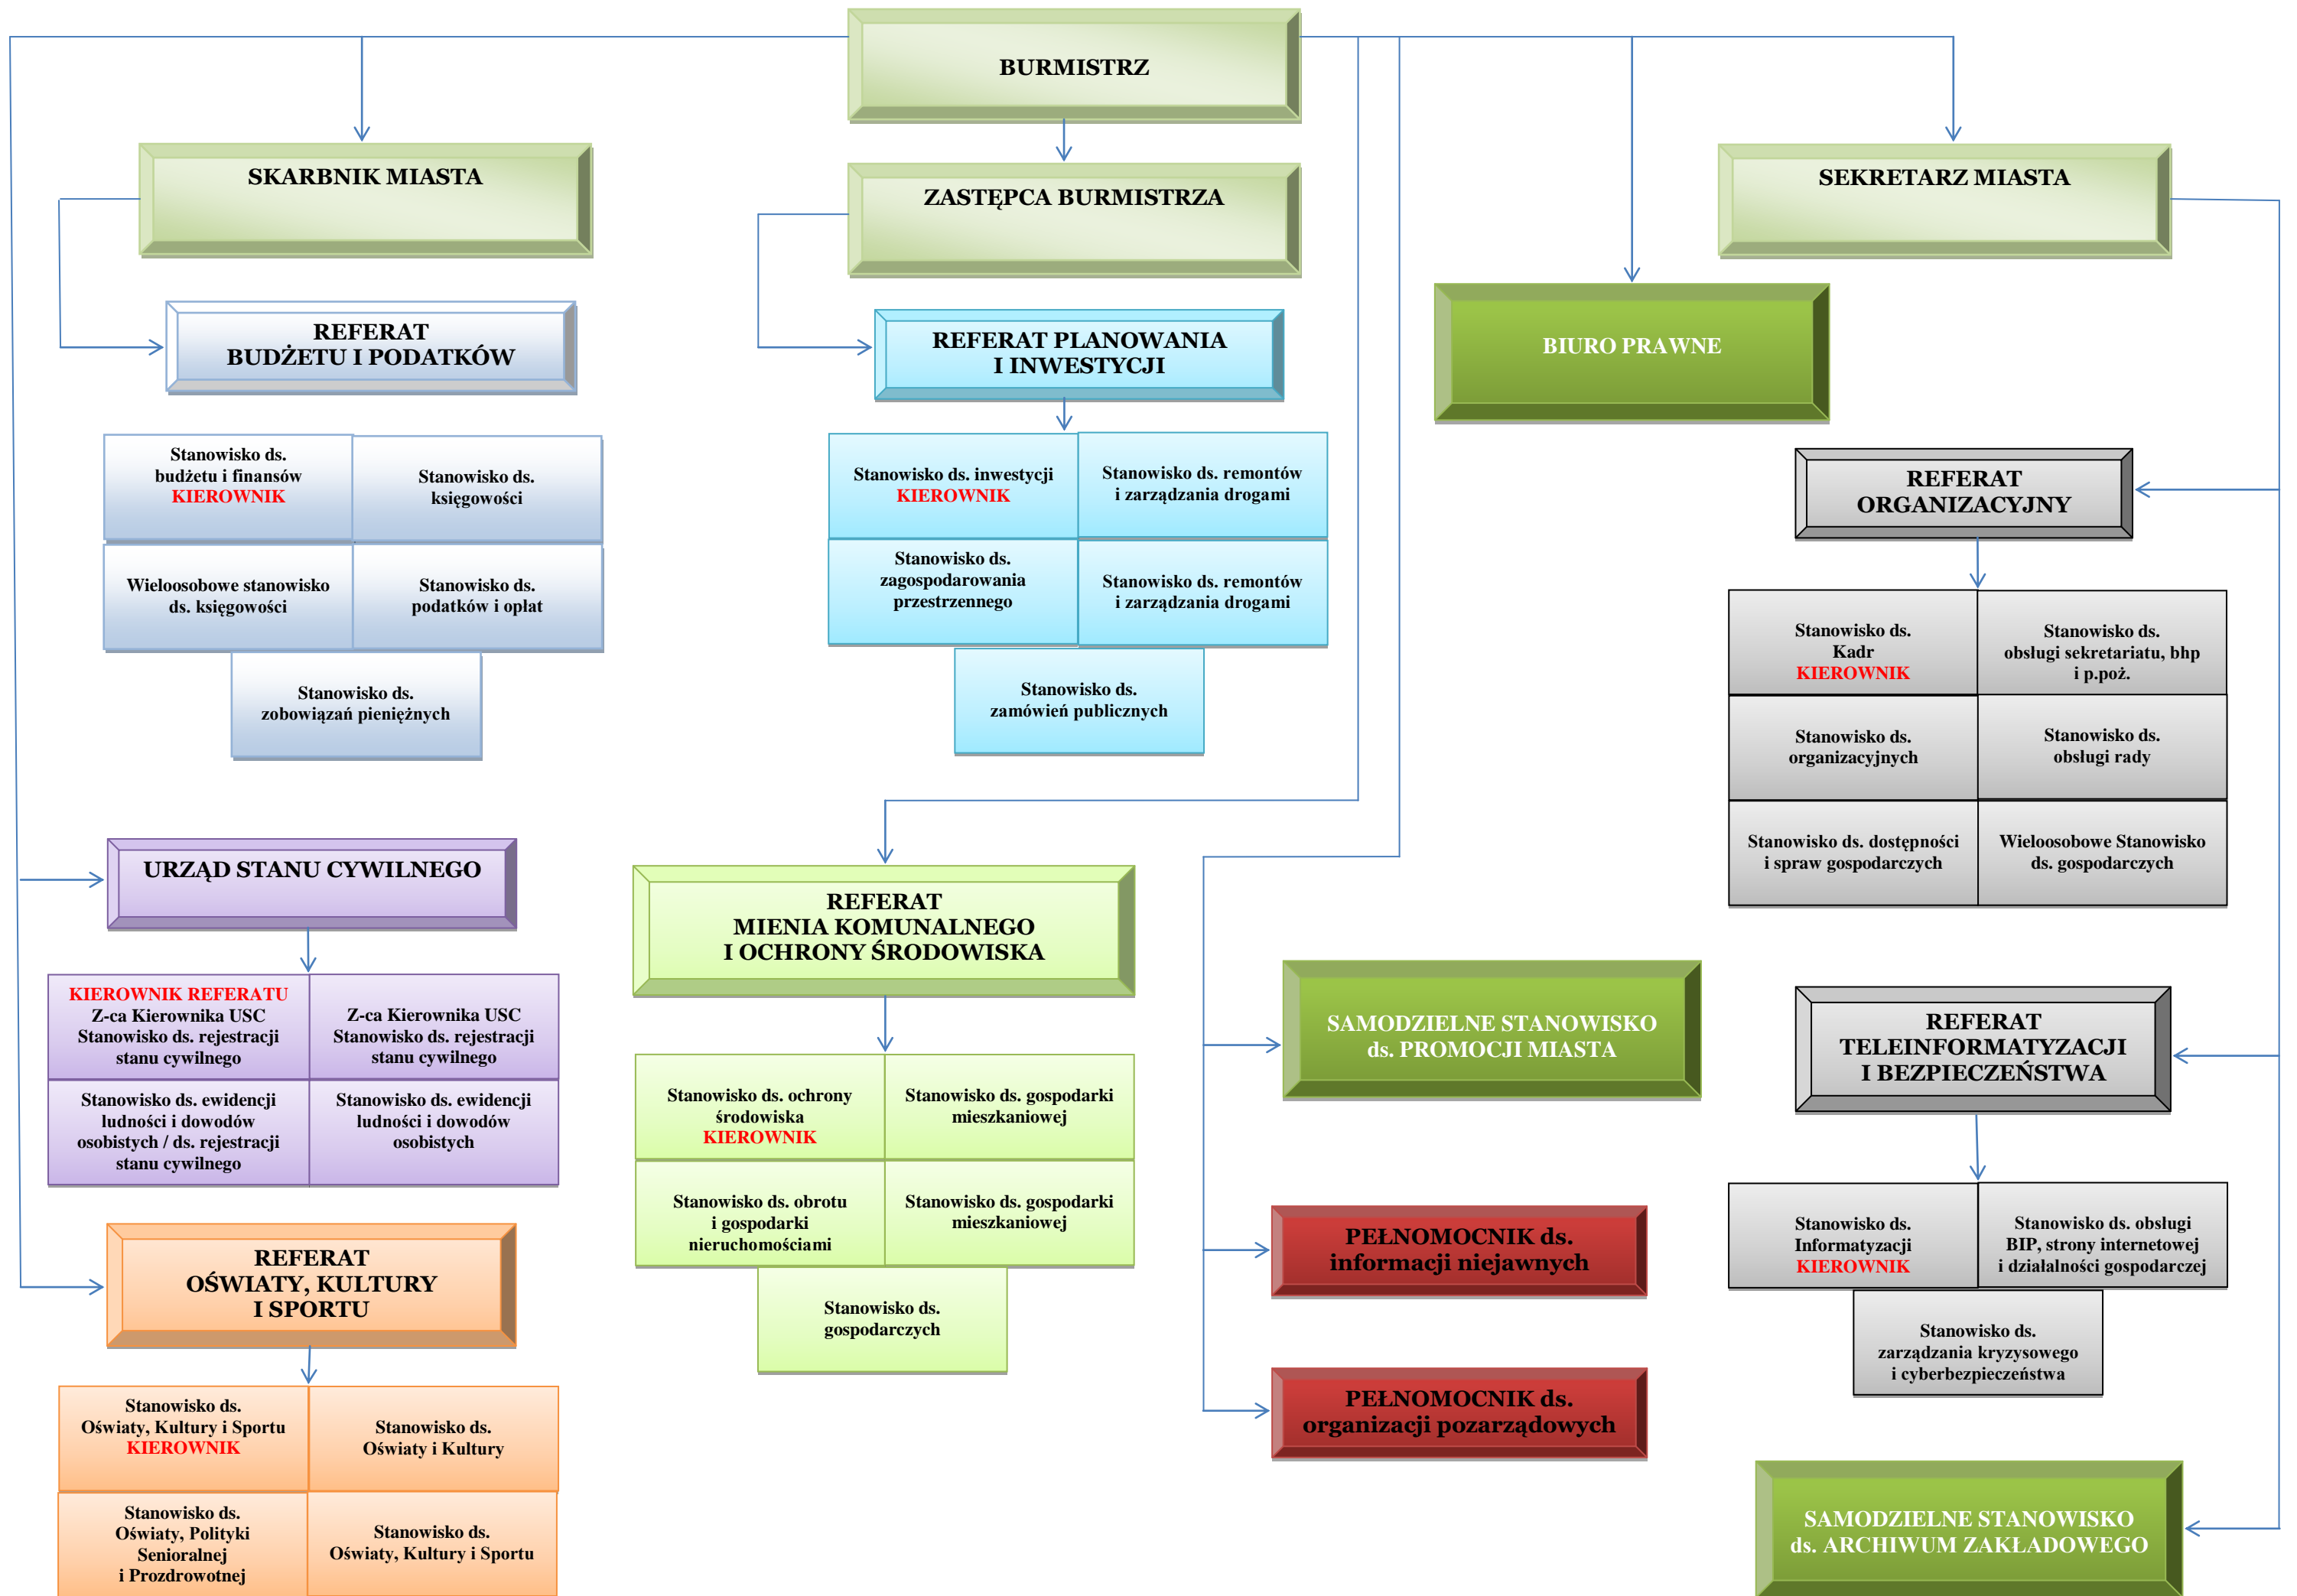 BURMISTRZ
SKARBNIK MIASTA
ZASTĘPCA BURMISTRZA
SEKRETARZ MIASTA
REFERAT
BUDŻETU I PODATKÓW
REFERAT PLANOWANIA
I INWESTYCJI
BIURO PRAWNE
Stanowisko ds.
budżetu i finansów
KIEROWNIK
Stanowisko ds.
księgowości
Wieloosobowe stanowisko
ds. księgowości
Stanowisko ds.
podatków i opłat
Stanowisko ds.
zobowiązań pieniężnych
Stanowisko ds. inwestycji
KIEROWNIK
Stanowisko ds. remontów
i zarządzania drogami
Stanowisko ds.
zagospodarowania
przestrzennego
Stanowisko ds. remontów
i zarządzania drogami
Stanowisko ds.
zamówień publicznych
REFERAT
ORGANIZACYJNY
Stanowisko ds.
Kadr
KIEROWNIK
Stanowisko ds.
obsługi sekretariatu, bhp
i p.poż.
Stanowisko ds.
organizacyjnych
Stanowisko ds.
obsługi rady
Stanowisko ds. dostępności
i spraw gospodarczych
Wieloosobowe Stanowisko
ds. gospodarczych
URZĄD STANU CYWILNEGO
KIEROWNIK REFERATU
Z-ca Kierownika USC
Stanowisko ds. rejestracji
stanu cywilnego
Z-ca Kierownika USC
Stanowisko ds. rejestracji
stanu cywilnego
Stanowisko ds. ewidencji
ludności i dowodów
osobistych / ds. rejestracji
stanu cywilnego
Stanowisko ds. ewidencji
ludności i dowodów
osobistych
REFERAT
MIENIA KOMUNALNEGO
I OCHRONY ŚRODOWISKA
Stanowisko ds. ochrony
środowiska
KIEROWNIK
Stanowisko ds. gospodarki
mieszkaniowej
Stanowisko ds. obrotu
i gospodarki
nieruchomościami
Stanowisko ds. gospodarki
mieszkaniowej
Stanowisko ds.
gospodarczych
SAMODZIELNE STANOWISKO
ds. PROMOCJI MIASTA
PEŁNOMOCNIK ds.
informacji niejawnych
PEŁNOMOCNIK ds.
organizacji pozarządowych
REFERAT
TELEINFORMATYZACJI
I BEZPIECZEŃSTWA
Stanowisko ds.
Informatyzacji
KIEROWNIK
Stanowisko ds. obsługi
BIP, strony internetowej
i działalności gospodarczej
Stanowisko ds.
zarządzania kryzysowego
i cyberbezpieczeństwa
REFERAT
OŚWIATY, KULTURY
I SPORTU
Stanowisko ds.
Oświaty, Kultury i Sportu
KIEROWNIK
Stanowisko ds.
Oświaty i Kultury
Stanowisko ds.
Oświaty, Polityki
Senioralnej
i Prozdrowotnej
Stanowisko ds.
Oświaty, Kultury i Sportu
SAMODZIELNE STANOWISKO
ds. ARCHIWUM ZAKŁADOWEGO